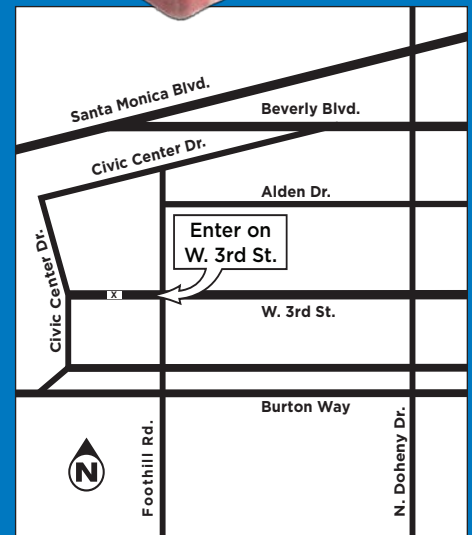 Santa Monica Blvd.
Beverly Blvd.
Civic Center Dr.
Alden Dr.
Enter on
W. 3rd St.
Civic Center Dr.
X
W. 3rd St.
Burton Way
Foothill Rd.
N. Doheny Dr.
N